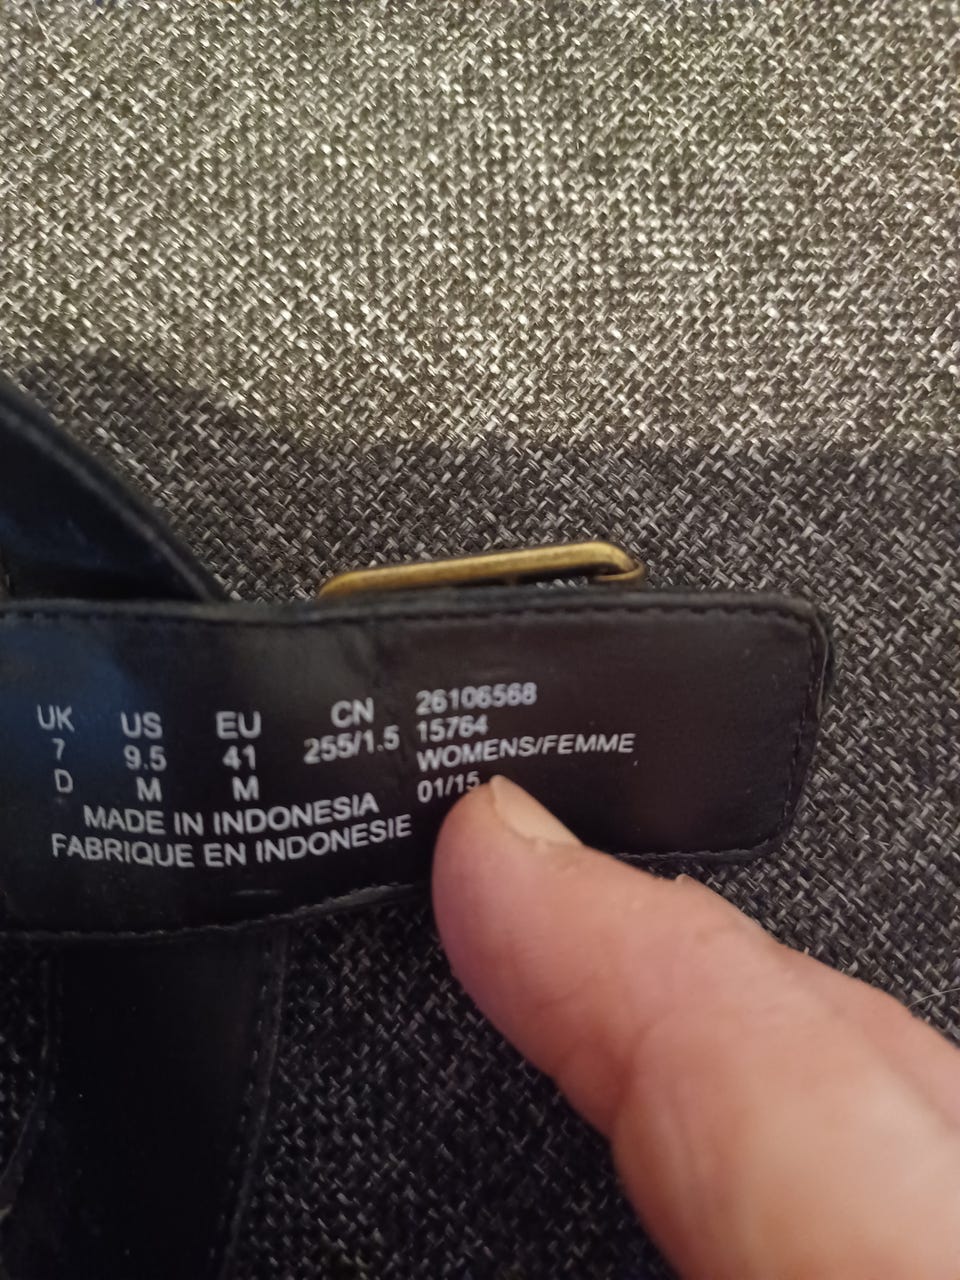 UK US EU CN
7 9.5 41 255/1.5
D M M
MADE IN INDONESIA
FABRIQUE EN INDONESIE
26106568
15764
WOMENS/FEMME
01/15